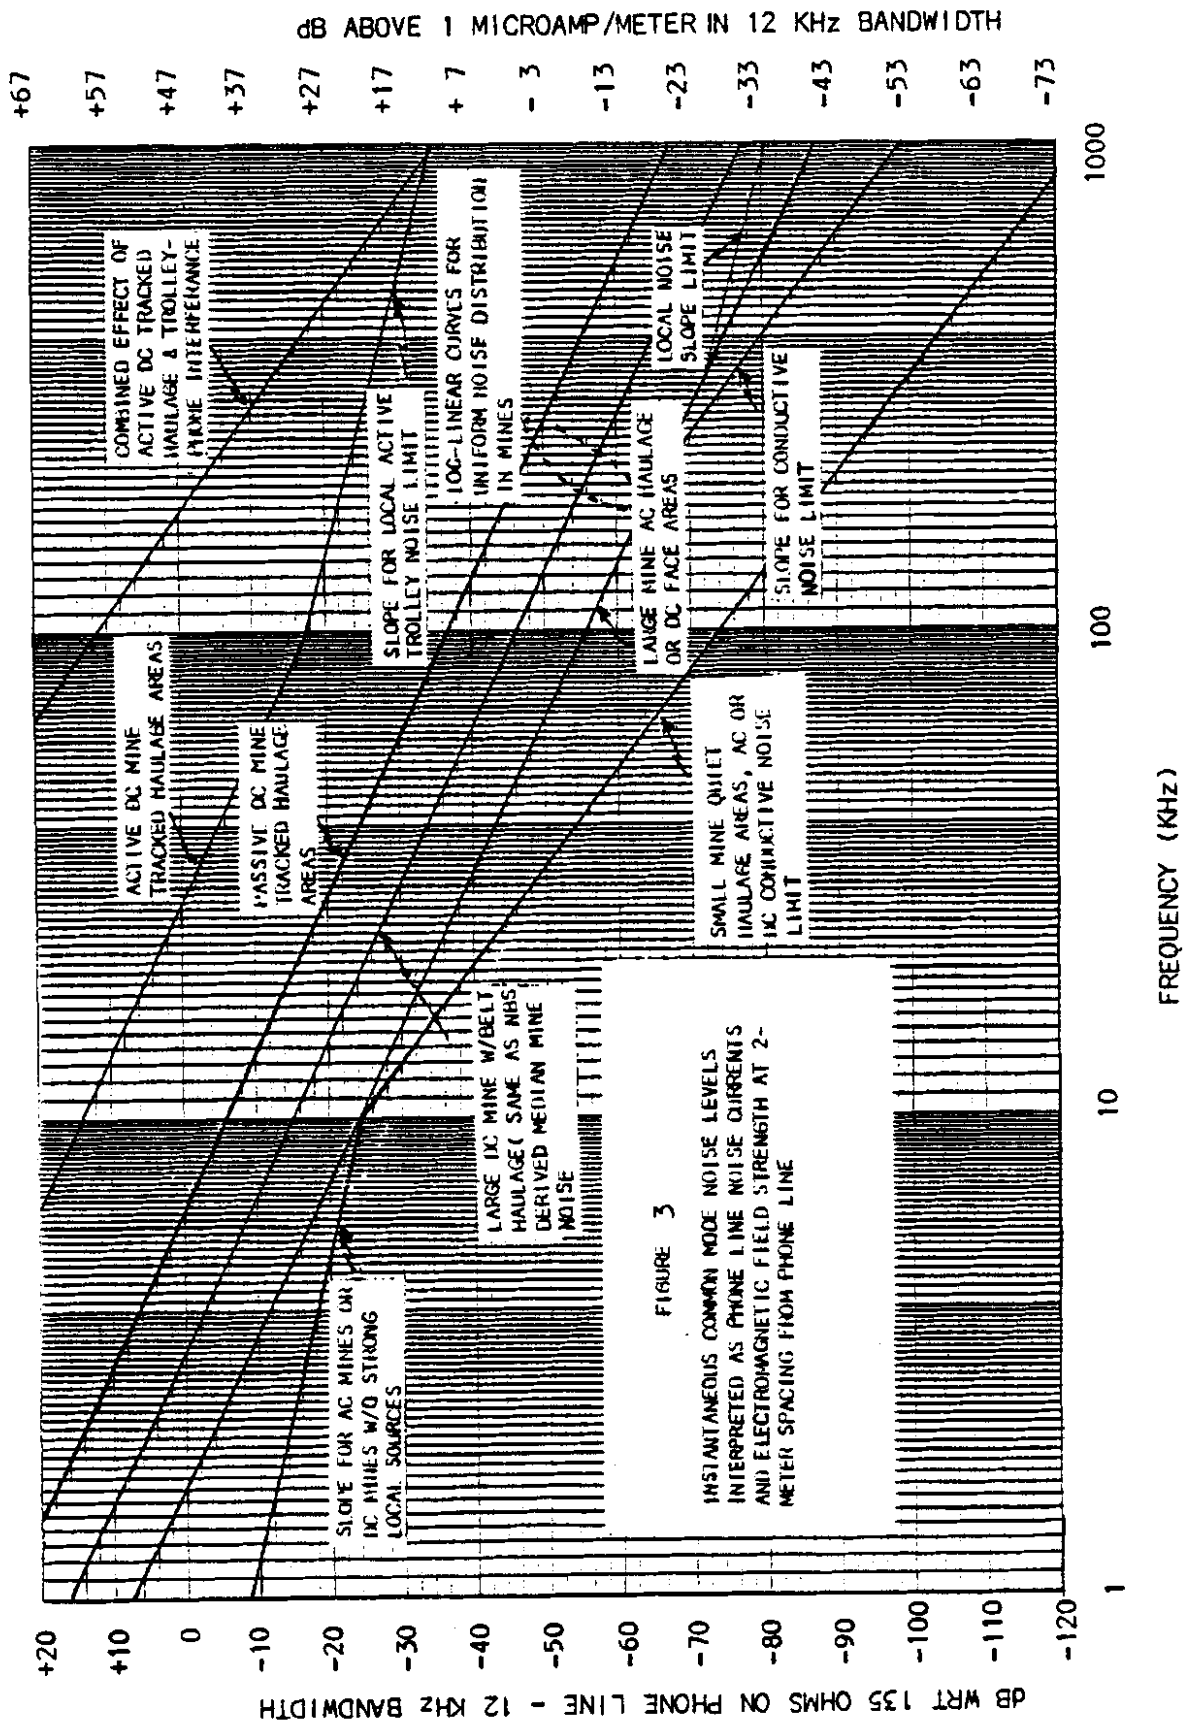 dB ABOVE 1 MICROAMP/METER IN 12 KHz BANDWIDTH
+67
+57
+47
+37
+27
+17
+ 7
- 3
-13
-23
-33
-43
-53
-63
-73
COMBINED EFFECT OF
ACTIVE DC TRACKED
HAULAGE & TROLLEY-
PHONE INTERFERANCE
ACTIVE DC MINE
TRACKED HAULAGE AREAS
PASSIVE DC MINE
TRACKED HAULAGE
AREAS
SLOPE FOR LOCAL ACTIVE
TROLLEY NOISE LIMIT
LOG-LINEAR CURVES FOR
UNIFORM NOISE DISTRIBUTION
IN MINES
LOCAL NOISE
SLOPE LIMIT
LARGE MINE AC HAULAGE
OR DC FACE AREAS
SLOPE FOR CONDUCTIVE
NOISE LIMIT
SMALL MINE QUIET
HAULAGE AREAS, AC OR
DC CONDUCTIVE NOISE
LIMIT
LARGE DC MINE W/BELT
HAULAGE( SAME AS NBS
DERIVED MEDIAN MINE
NOISE
SLOPE FOR AC MINES OR
DC MINES W/O STRONG
LOCAL SOURCES
FIGURE 3
INSTANTANEOUS COMMON MODE NOISE LEVELS
INTERPRETED AS PHONE LINE NOISE CURRENTS
AND ELECTROMAGNETIC FIELD STRENGTH AT 2-
METER SPACING FROM PHONE LINE
+20
+10
0
-10
-20
-30
-40
-50
-60
-70
-80
-90
-100
-110
-120
dB WRT 135 OHMS ON PHONE LINE - 12 KHz BANDWIDTH
1
10
100
1000
FREQUENCY (KHz)